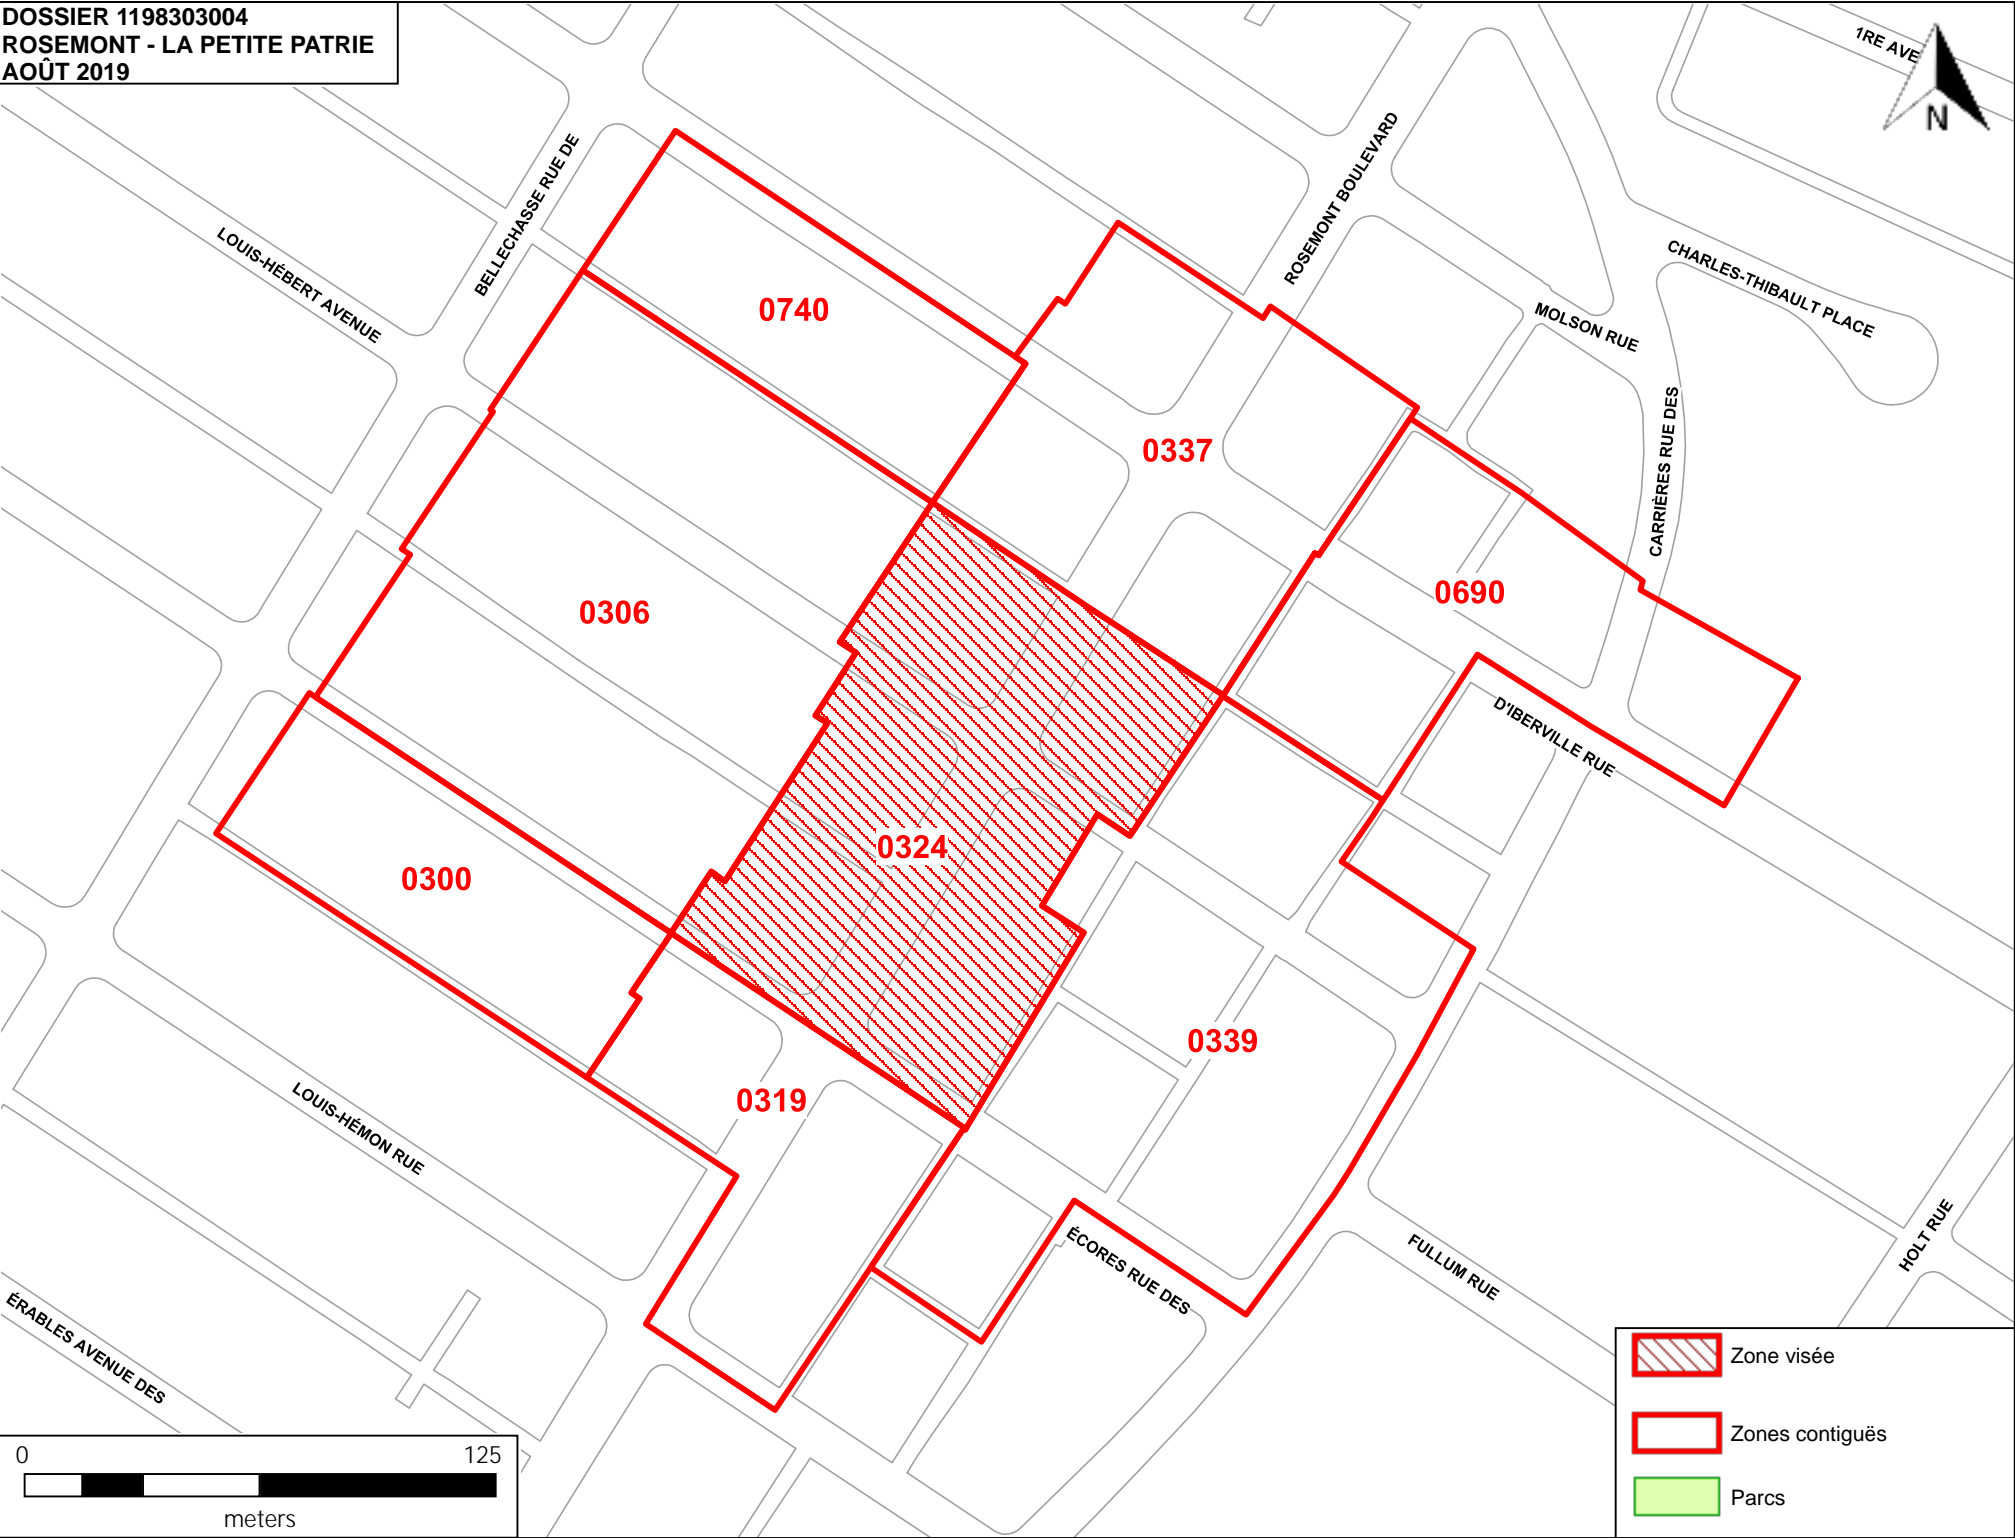 DOSSIER 1198303004
ROSEMONT - LA PETITE PATRIE
AOÛT 2019
1RE AVE
N
BELLECHASSE RUE DE
ROSEMONT BOULEVARD
LOUIS-HÉBERT AVENUE
CHARLES-THIBAULT PLACE
MOLSON RUE
CARRIÈRES RUE DES
0740
0337
0690
0306
D'IBERVILLE RUE
0324
0300
0339
0319
LOUIS-HÉMON RUE
ÉCORES RUE DES
FULLUM RUE
HOLT RUE
ÉRABLES AVENUE DES
0 125
meters
Zone visée
Zones contiguës
Parcs